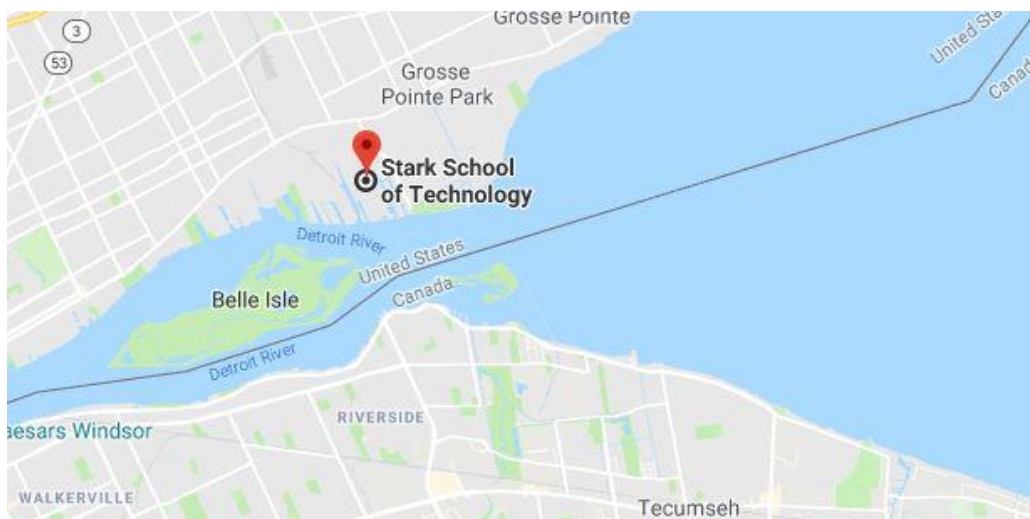 Grosse Pointe
3
53
United States
Canada
Grosse
Pointe Park
Stark School
of Technology
Detroit River
United States
Canada
Belle Isle
Detroit River
RIVERSIDE
aesars Windsor
WALKERVILLE
Tecumseh